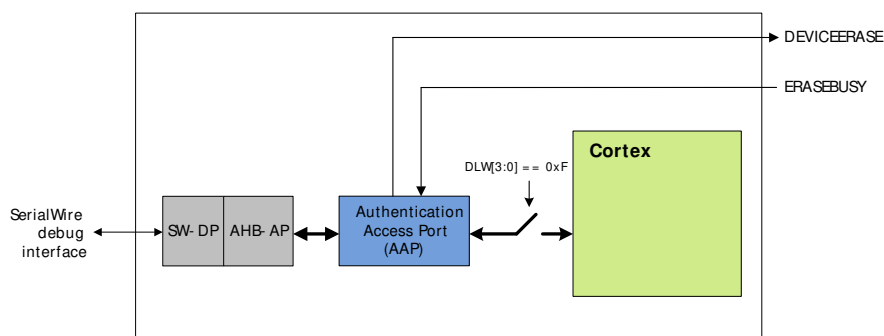 DEVICEERASE
ERASEBUSY
Cortex
DLW[3:0] == 0xF
SerialWire
debug
interface
SW-DP
AHB-AP
Authentication
Access Port
(AAP)